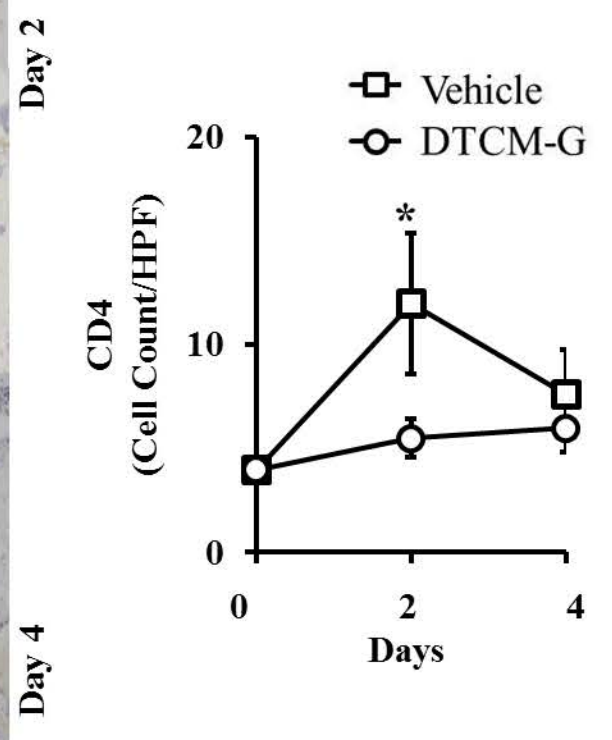 Day 2
Vehicle
DTCM-G
20
*
CD4
(Cell Count/HPF)
10
0
0 2 4
Days
Day 4